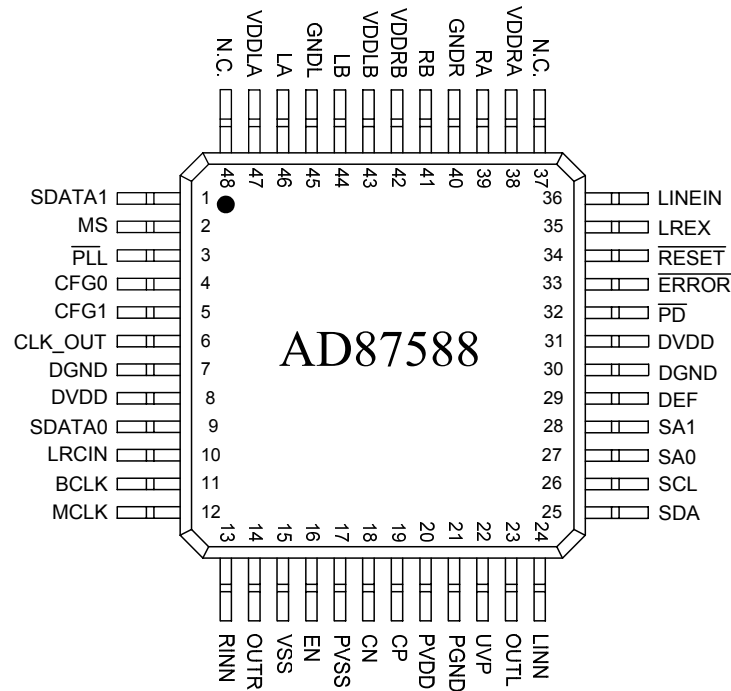 N.C. VDDLA LA GNDL LB VDDLB VDDRB RB GNDR RA VDDRA N.C.
48 47 46 45 44 43 42 41 40 39 38 37
SDATA1 1 36 LINEIN
MS 2 35 LREX
PLL 3 34 RESET
CFG0 4 33 ERROR
CFG1 5 32 PD
CLK_OUT 6 31 DVDD
AD87588
DGND 7 30 DGND
DVDD 8 29 DEF
SDATA0 9 28 SA1
LRCIN 10 27 SA0
BCLK 11 26 SCL
MCLK 12 25 SDA
13 14 15 16 17 18 19 20 21 22 23 24
RINN OUTR VSS EN PVSS CN CP PVDD PGND UVP OUTL LINN